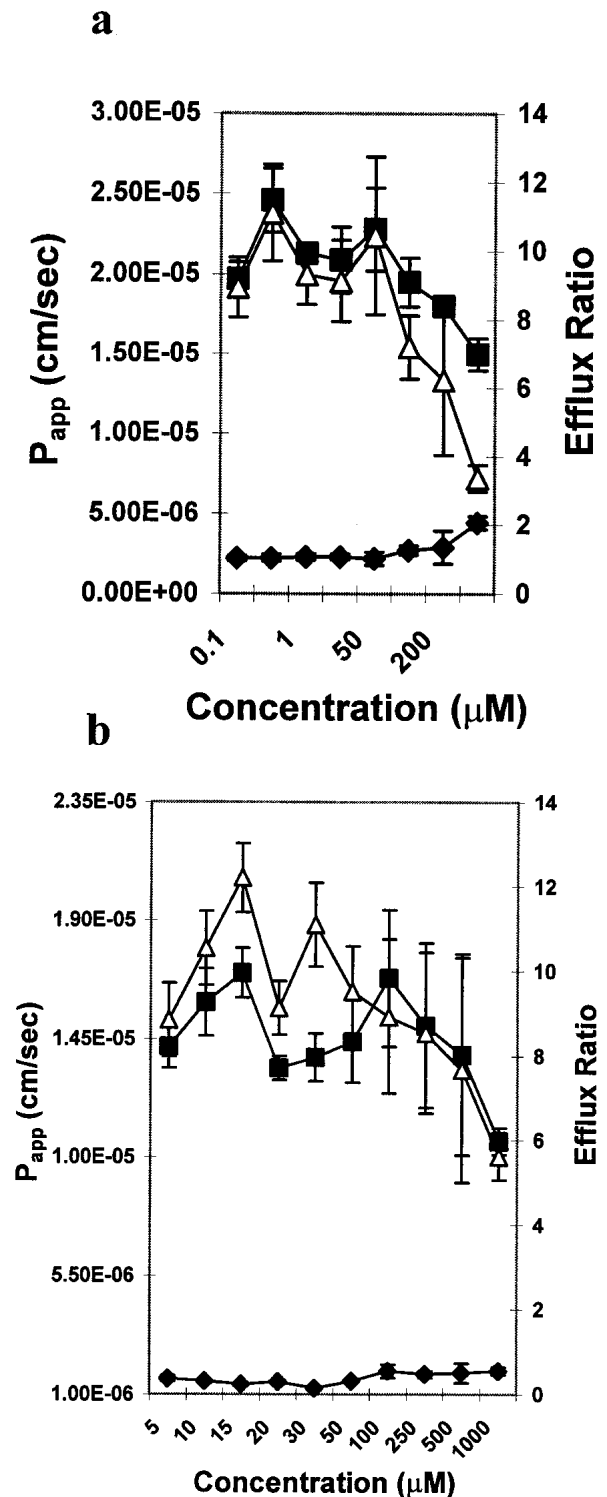 a
3.00E-05
2.50E-05
2.00E-05
1.50E-05
1.00E-05
5.00E-06
0.00E+00
P_app (cm/sec)
14
12
10
8
6
4
2
0
Efflux Ratio
0.1
1
50
200
Concentration (μM)
b
2.35E-05
1.90E-05
1.45E-05
1.00E-05
5.50E-06
1.00E-06
P_app (cm/sec)
14
12
10
8
6
4
2
0
Efflux Ratio
5
10
15
20
30
50
100
250
500
1000
Concentration (μM)